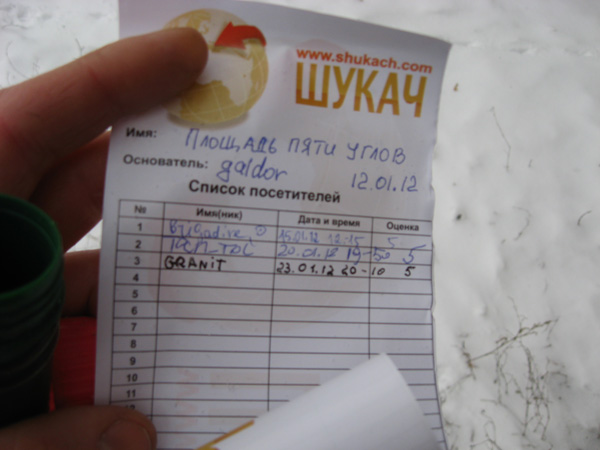 www.shukach.com
ШУКАЧ
Имя: ПЛОЩАДЬ ПЯТИ УГЛОВ
Основатель: galdor 12.01.12
Список посетителей
№ Имя(ник) Дата и время Оценка
1 12:15 5
2 20.01.12 19-50 5
3 GRANIT 23.01.12 20-10 5
4
5
6
7
8
9
10
11